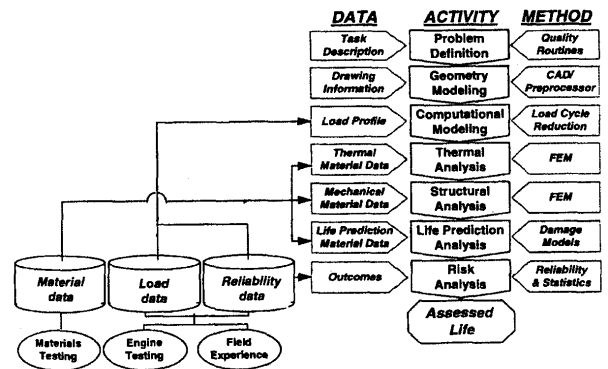 DATA ACTIVITY METHOD
Task
Description
Problem
Definition
Quality
Routines
Drawing
Information
Geometry
Modeling
CAD/
Preprocessor
Load Profile
Computational
Modeling
Load Cycle
Reduction
Thermal
Material Data
Thermal
Analysis
FEM
Mechanical
Material Data
Structural
Analysis
FEM
Life Prediction
Material Data
Life Prediction
Analysis
Damage
Models
Outcomes
Risk
Analysis
Reliability
& Statistics
Assessed
Life
Material
data
Load
data
Reliability
data
Materials
Testing
Engine
Testing
Field
Experience